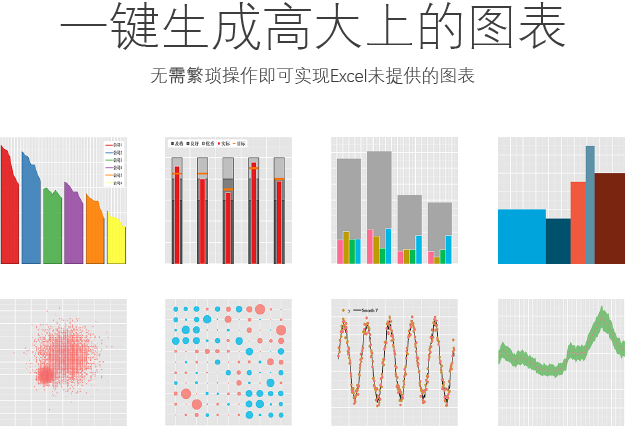 一键生成高大上的图表
无需繁琐操作即可实现Excel未提供的图表
y Smooth Y